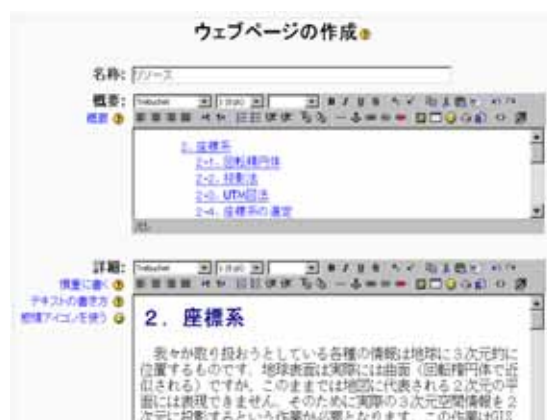 ウェブページの作成
名称: リソース
概要:
概要
Trebuchet
2. 座標系
2-1. 回転楕円体
2-2. 投影法
2-3. UTM図法
2-4. 座標系の選定
詳細:
Trebuchet
慎重に書く
テキストの書き方
感情アイコンを使う
2. 座標系
我々が取り扱おうとしている各種の情報は地球に3次元的に
位置するものです。地球表面は実際には曲面（回転楕円体で近
似される）ですが、このままでは地図に代表される2次元の平
面には表現できません。そのために実際の3次元空間情報を2
次元に投影するという作業が必要となります。この作業はGIS